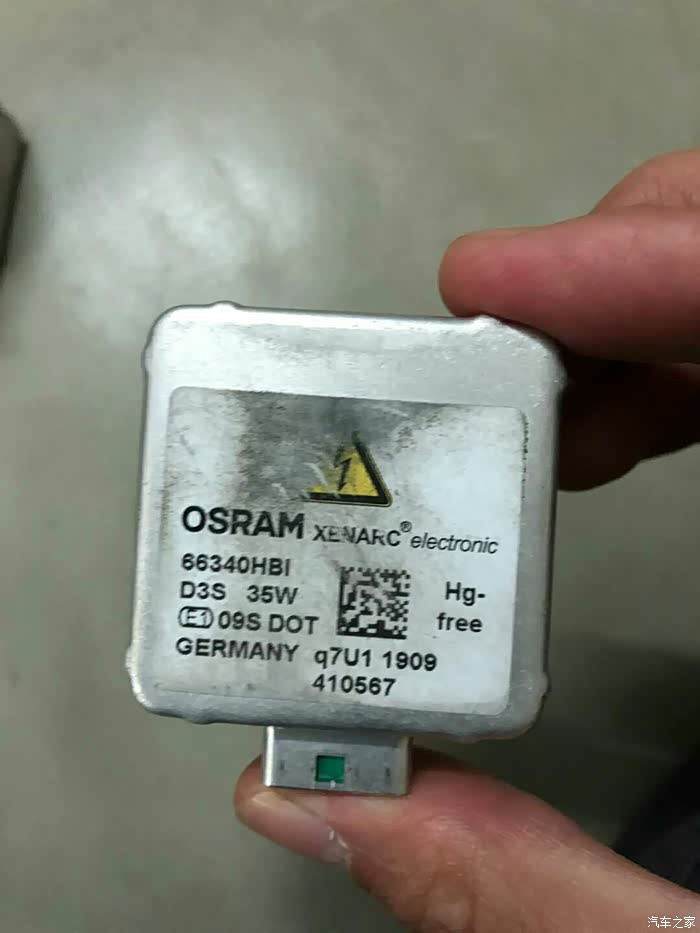 OSRAM XENARC® electronic
66340HBI
D3S 35W
Hg-
free
E1 09S DOT
GERMANY q7U1 1909
410567
汽车之家